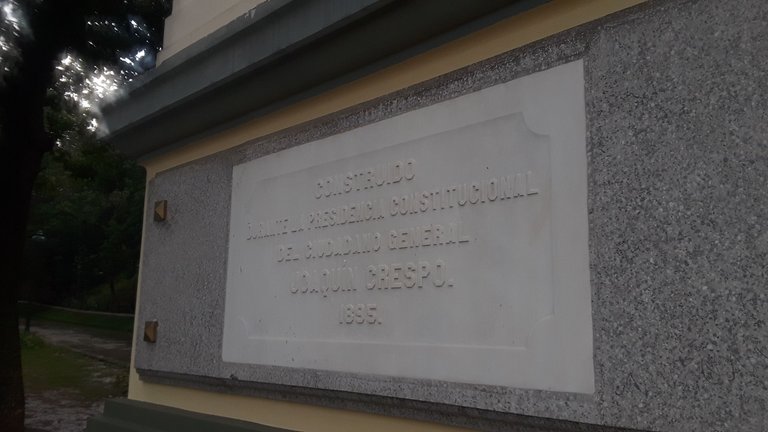 CONSTRUIDO
DURANTE LA PRESIDENCIA CONSTITUCIONAL
DEL CIUDADANO GENERAL
JOAQUÍN CRESPO.
1895.